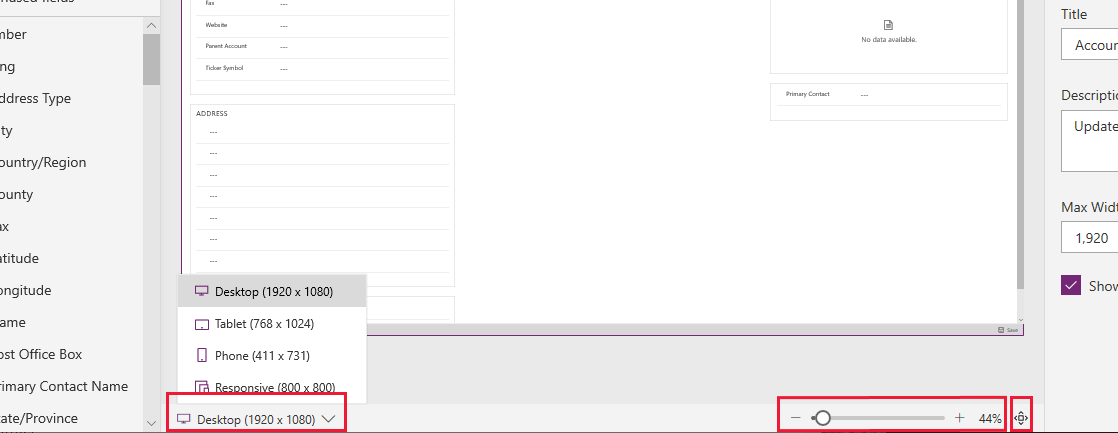 Fax ---
Website ---
Parent Account ---
Ticker Symbol ---
ADDRESS
---
---
---
---
---
---
---
No data available.
Primary Contact ---
Save
mber
ng
ddress Type
ty
ountry/Region
ounty
ax
atitude
ongitude
ame
ost Office Box
rimary Contact Name
tate/Province
Desktop (1920 x 1080)
Tablet (768 x 1024)
Phone (411 x 731)
Responsive (800 x 800)
Desktop (1920 x 1080)
44%
Title
Accoun
Descriptio
Update
Max Widt
1,920
Show